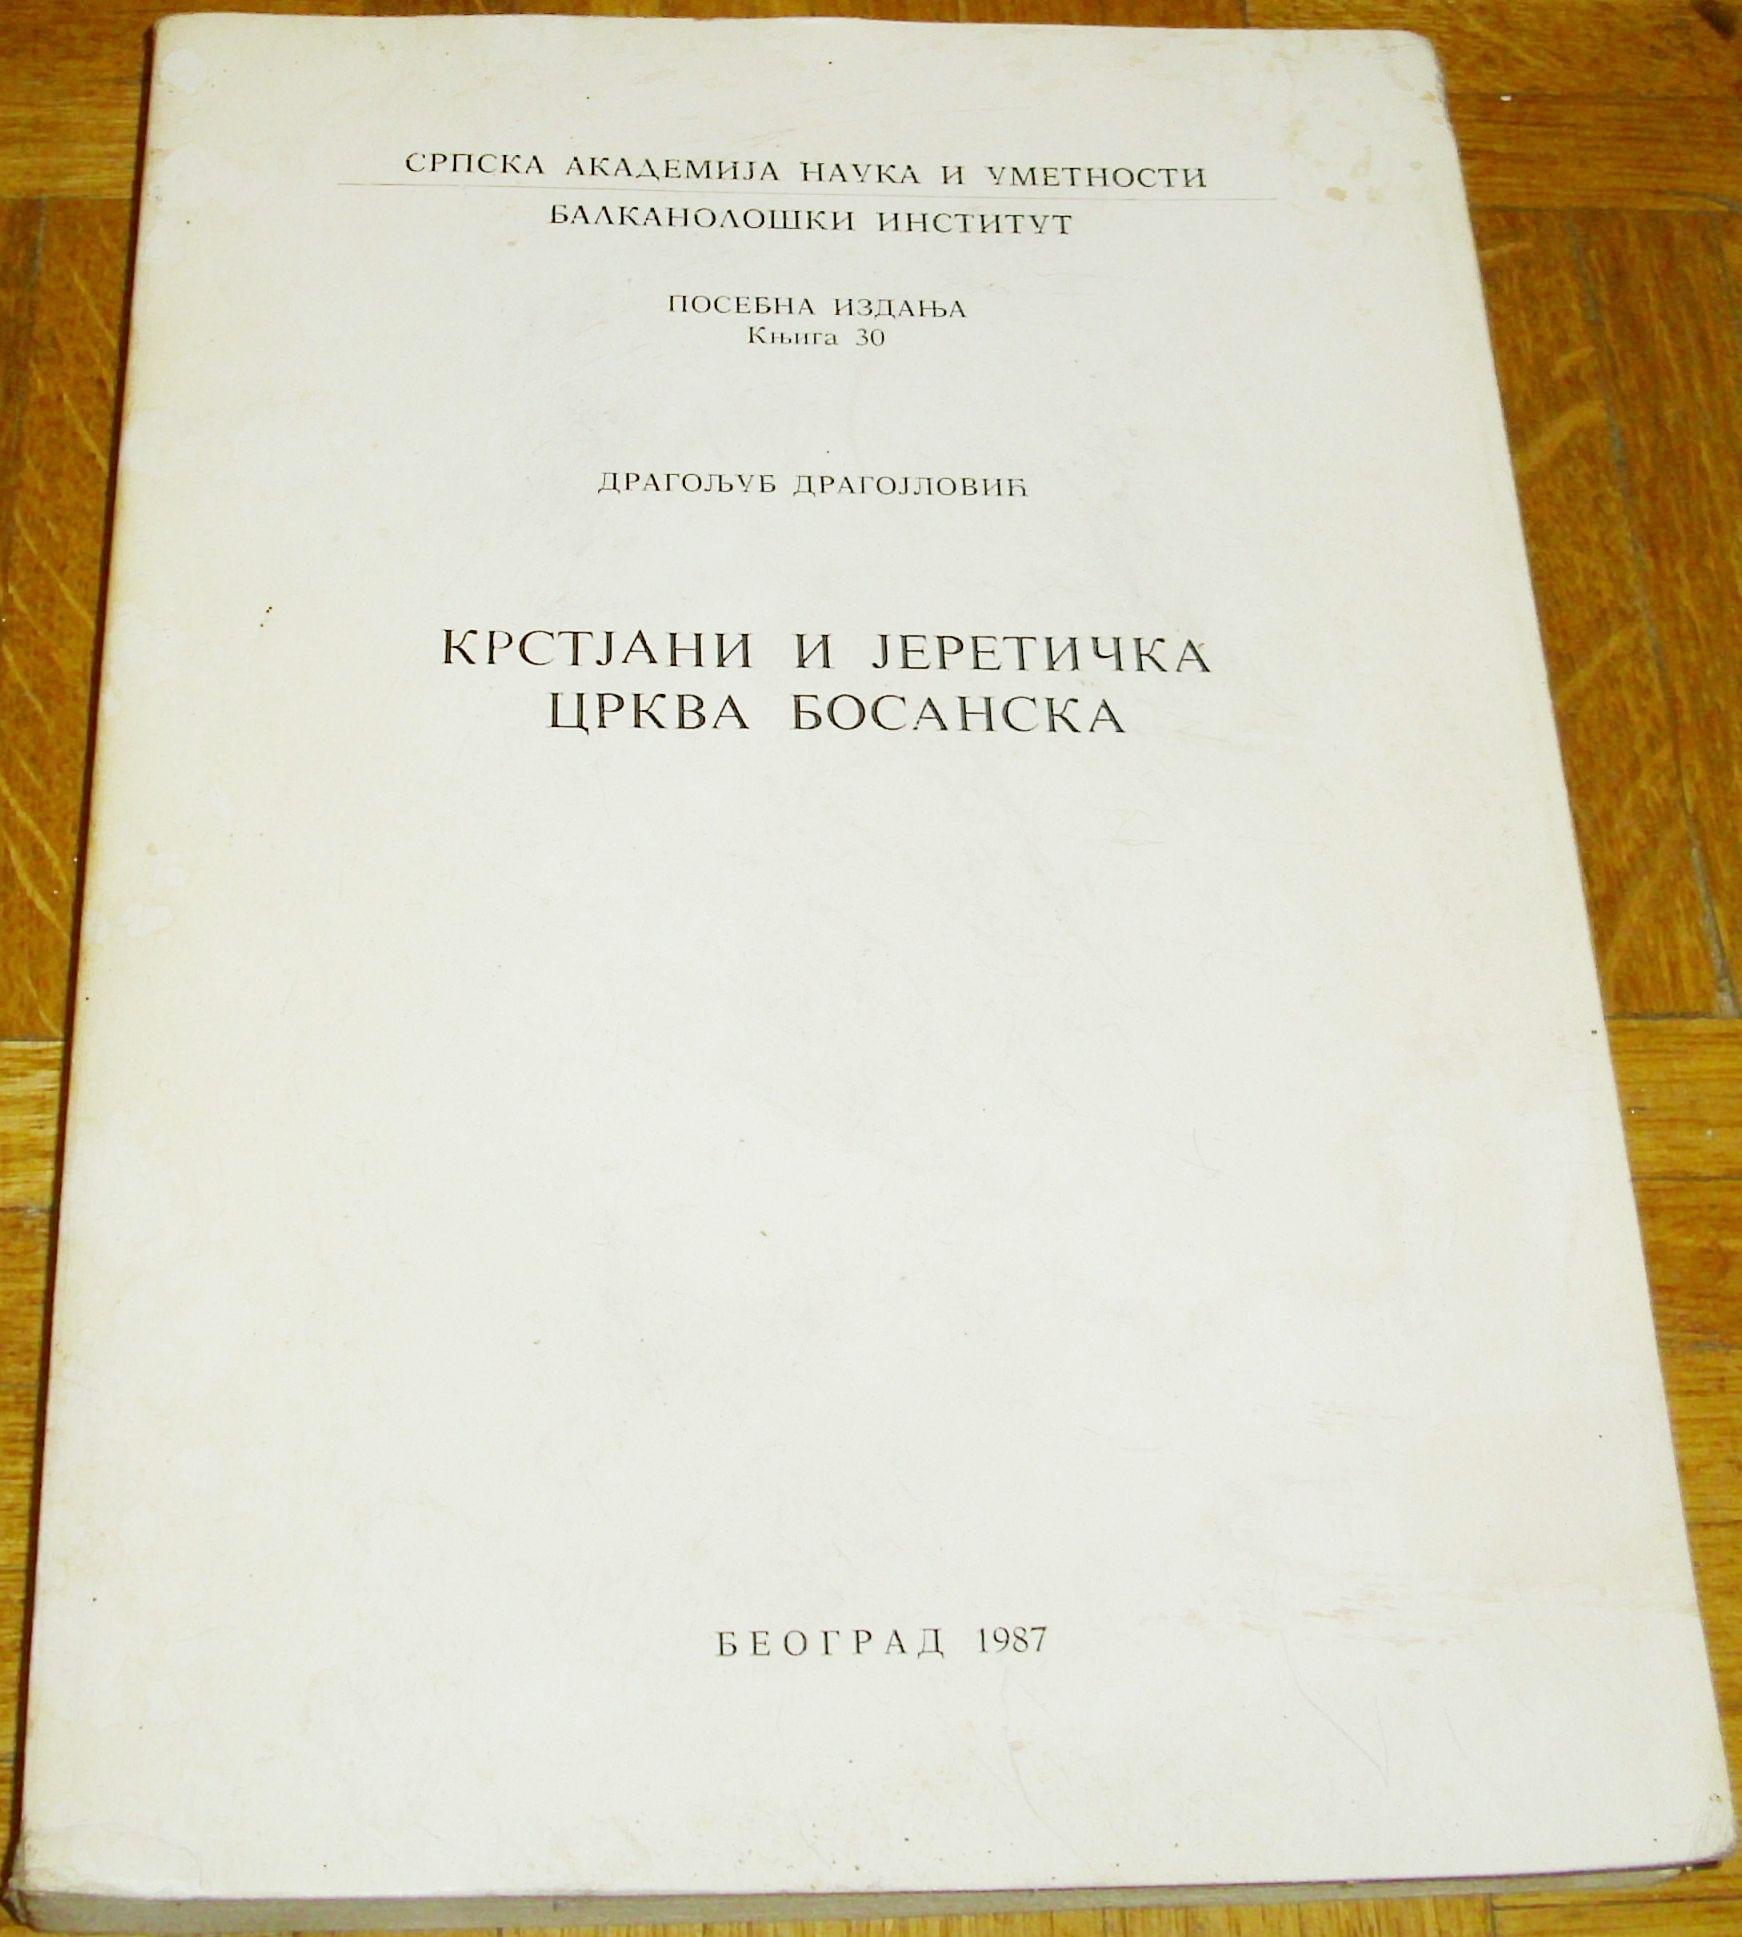 СРПСКА АКАДЕМИЈА НАУКА И УМЕТНОСТИ
БАЛКАНОЛОШКИ ИНСТИТУТ
ПОСЕБНА ИЗДАЊА
Књига 30
ДРАГОЉУБ ДРАГОЈЛОВИЋ
КРСТЈАНИ И ЈЕРЕТИЧКА
ЦРКВА БОСАНСКА
БЕОГРАД 1987